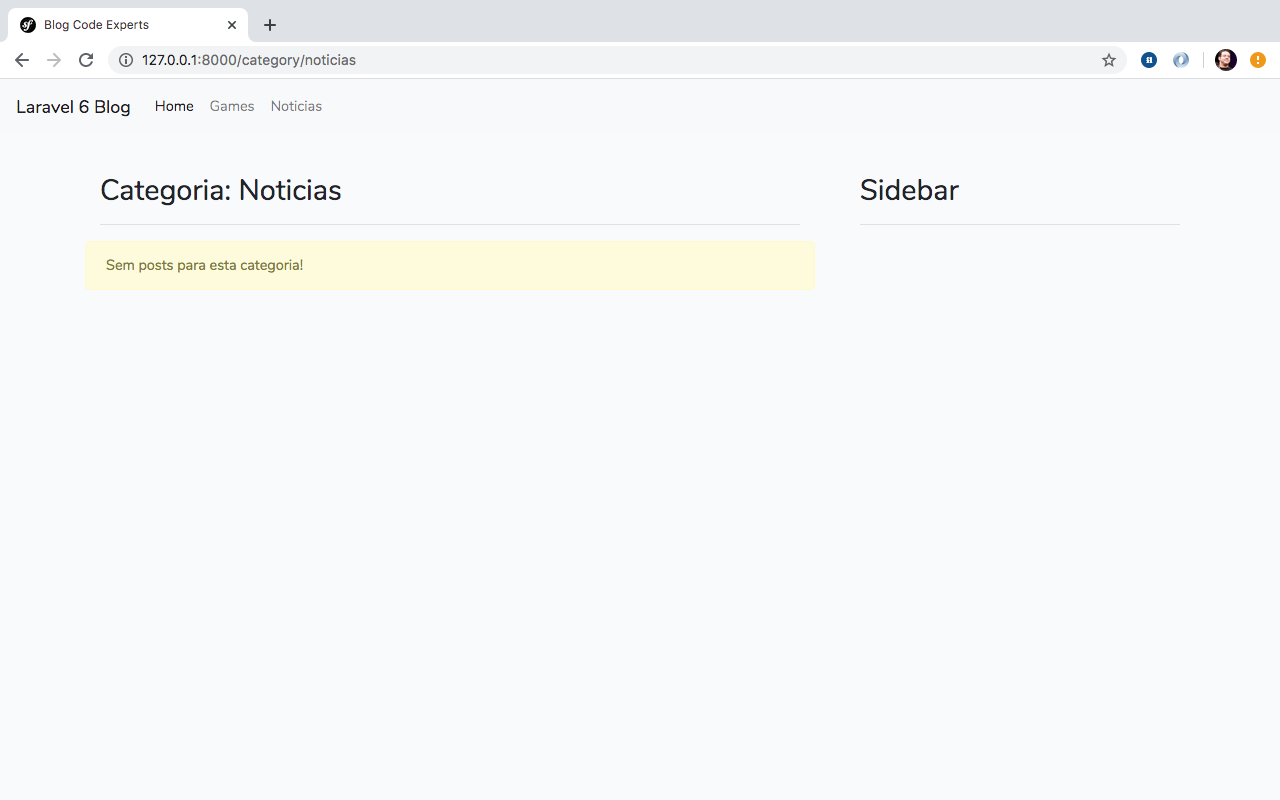 Blog Code Experts
127.0.0.1:8000/category/noticias
Laravel 6 Blog Home Games Noticias
Categoria: Noticias
Sem posts para esta categoria!
Sidebar